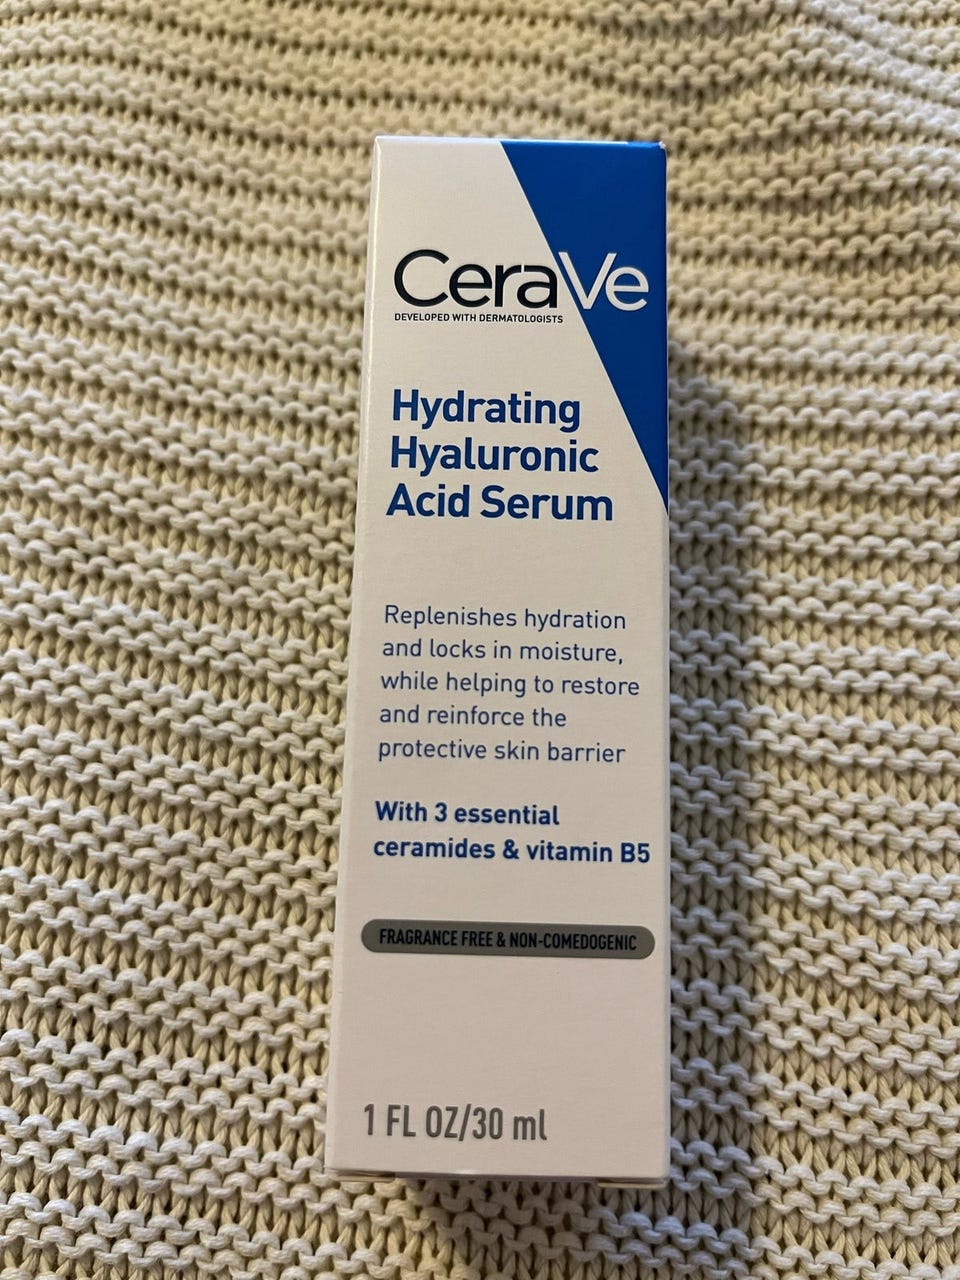 CeraVe
DEVELOPED WITH DERMATOLOGISTS
Hydrating
Hyaluronic
Acid Serum
Replenishes hydration
and locks in moisture,
while helping to restore
and reinforce the
protective skin barrier
With 3 essential
ceramides & vitamin B5
FRAGRANCE FREE & NON-COMEDOGENIC
1 FL OZ/30 ml